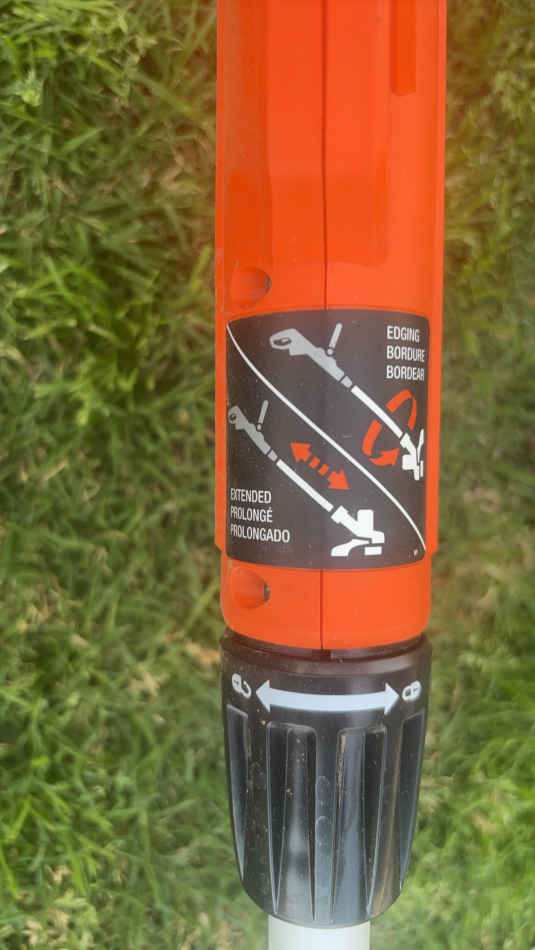 EDGING
BORDURE
BORDEAR
EXTENDED
PROLONGÉ
PROLONGADO